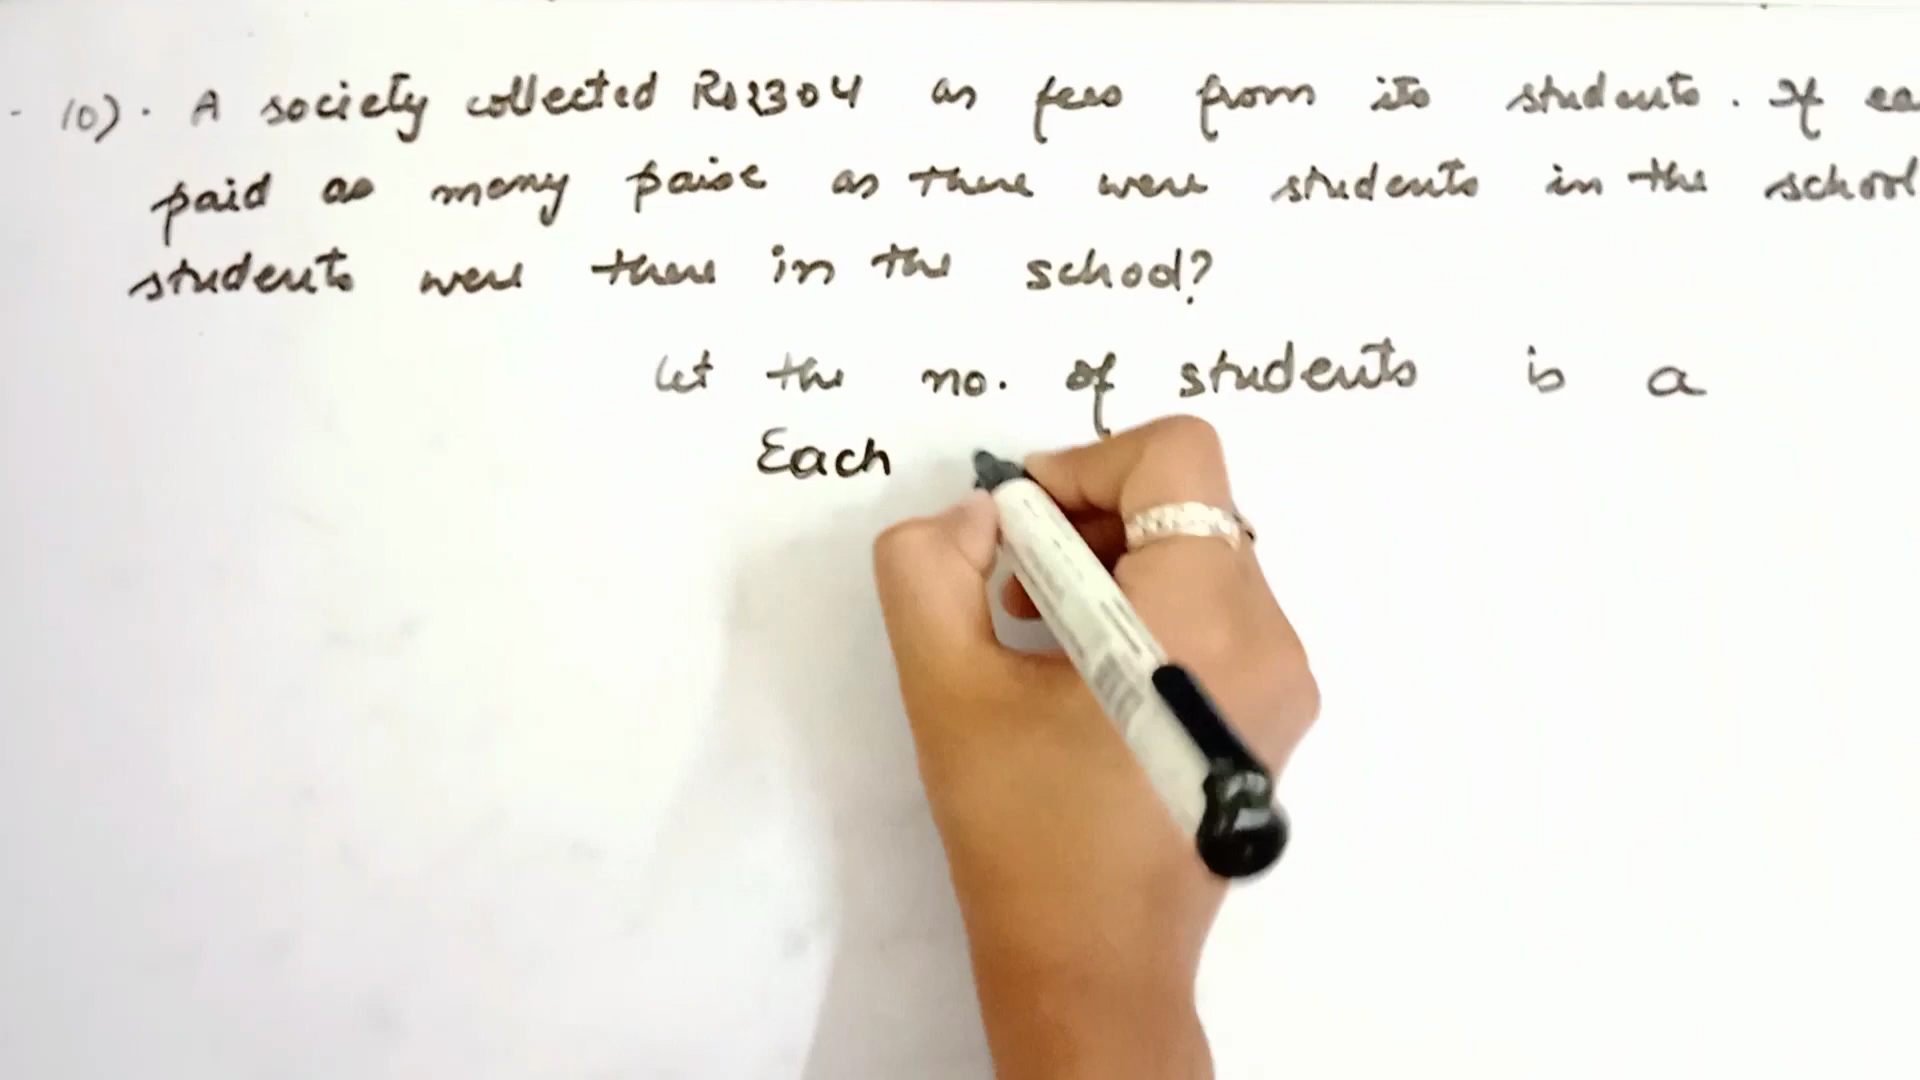 10). A society collected Rs2304 as fees from its students. If ea
paid as many paise as there were students in the school
students were there in the school?
let the no. of students is a
Each